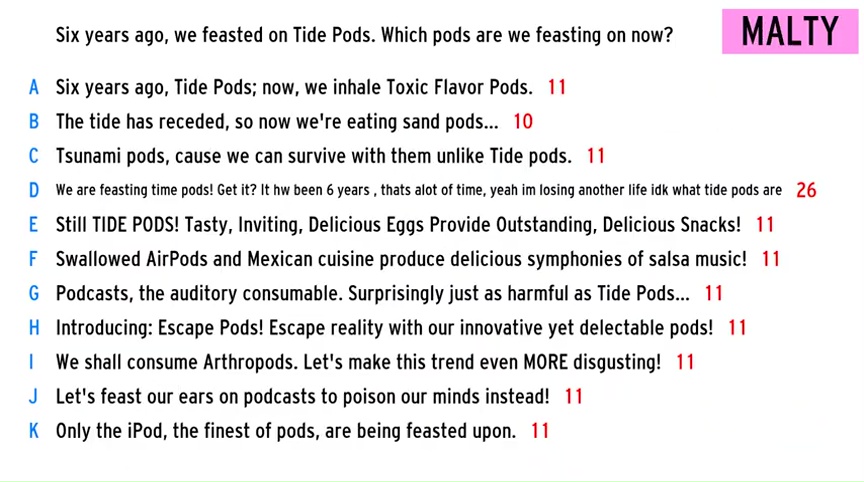 Six years ago, we feasted on Tide Pods. Which pods are we feasting on now?
MALTY
A Six years ago, Tide Pods; now, we inhale Toxic Flavor Pods. 11
B The tide has receded, so now we're eating sand pods... 10
C Tsunami pods, cause we can survive with them unlike Tide pods. 11
D We are feasting time pods! Get it? It hw been 6 years , thats alot of time, yeah im losing another life idk what tide pods are 26
E Still TIDE PODS! Tasty, Inviting, Delicious Eggs Provide Outstanding, Delicious Snacks! 11
F Swallowed AirPods and Mexican cuisine produce delicious symphonies of salsa music! 11
G Podcasts, the auditory consumable. Surprisingly just as harmful as Tide Pods... 11
H Introducing: Escape Pods! Escape reality with our innovative yet delectable pods! 11
I We shall consume Arthropods. Let's make this trend even MORE disgusting! 11
J Let's feast our ears on podcasts to poison our minds instead! 11
K Only the iPod, the finest of pods, are being feasted upon. 11